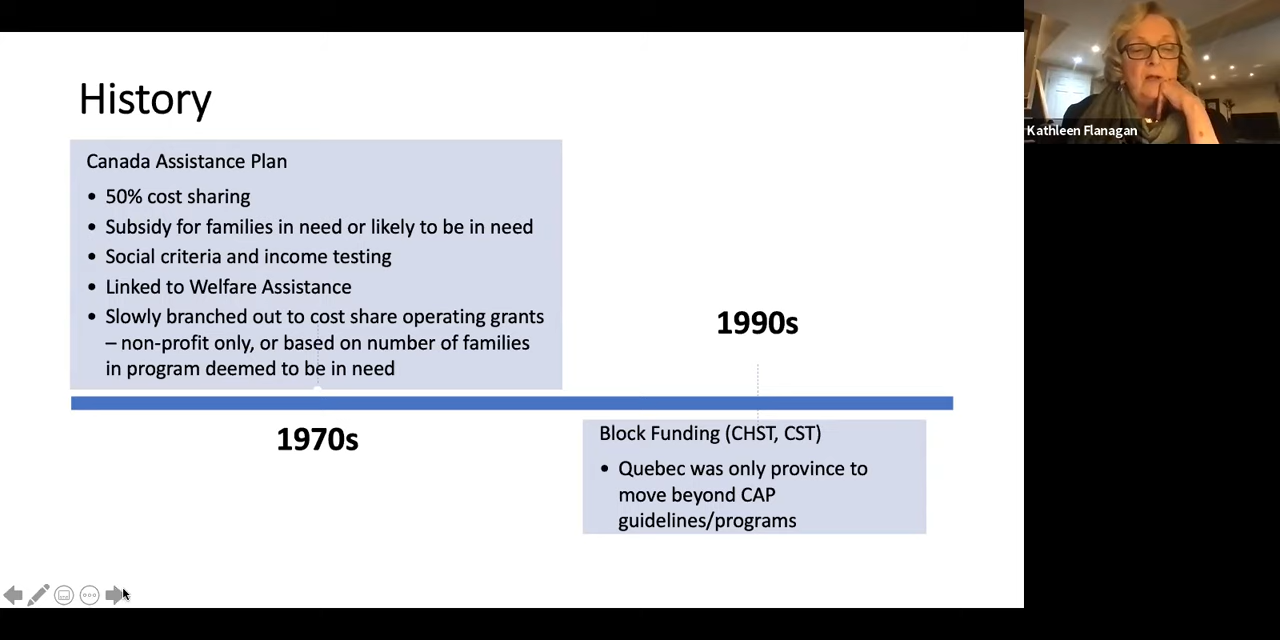 History
Canada Assistance Plan
• 50% cost sharing
• Subsidy for families in need or likely to be in need
• Social criteria and income testing
• Linked to Welfare Assistance
• Slowly branched out to cost share operating grants
– non-profit only, or based on number of families
in program deemed to be in need
1970s
1990s
Block Funding (CHST, CST)
• Quebec was only province to
move beyond CAP
guidelines/programs
Kathleen Flanagan